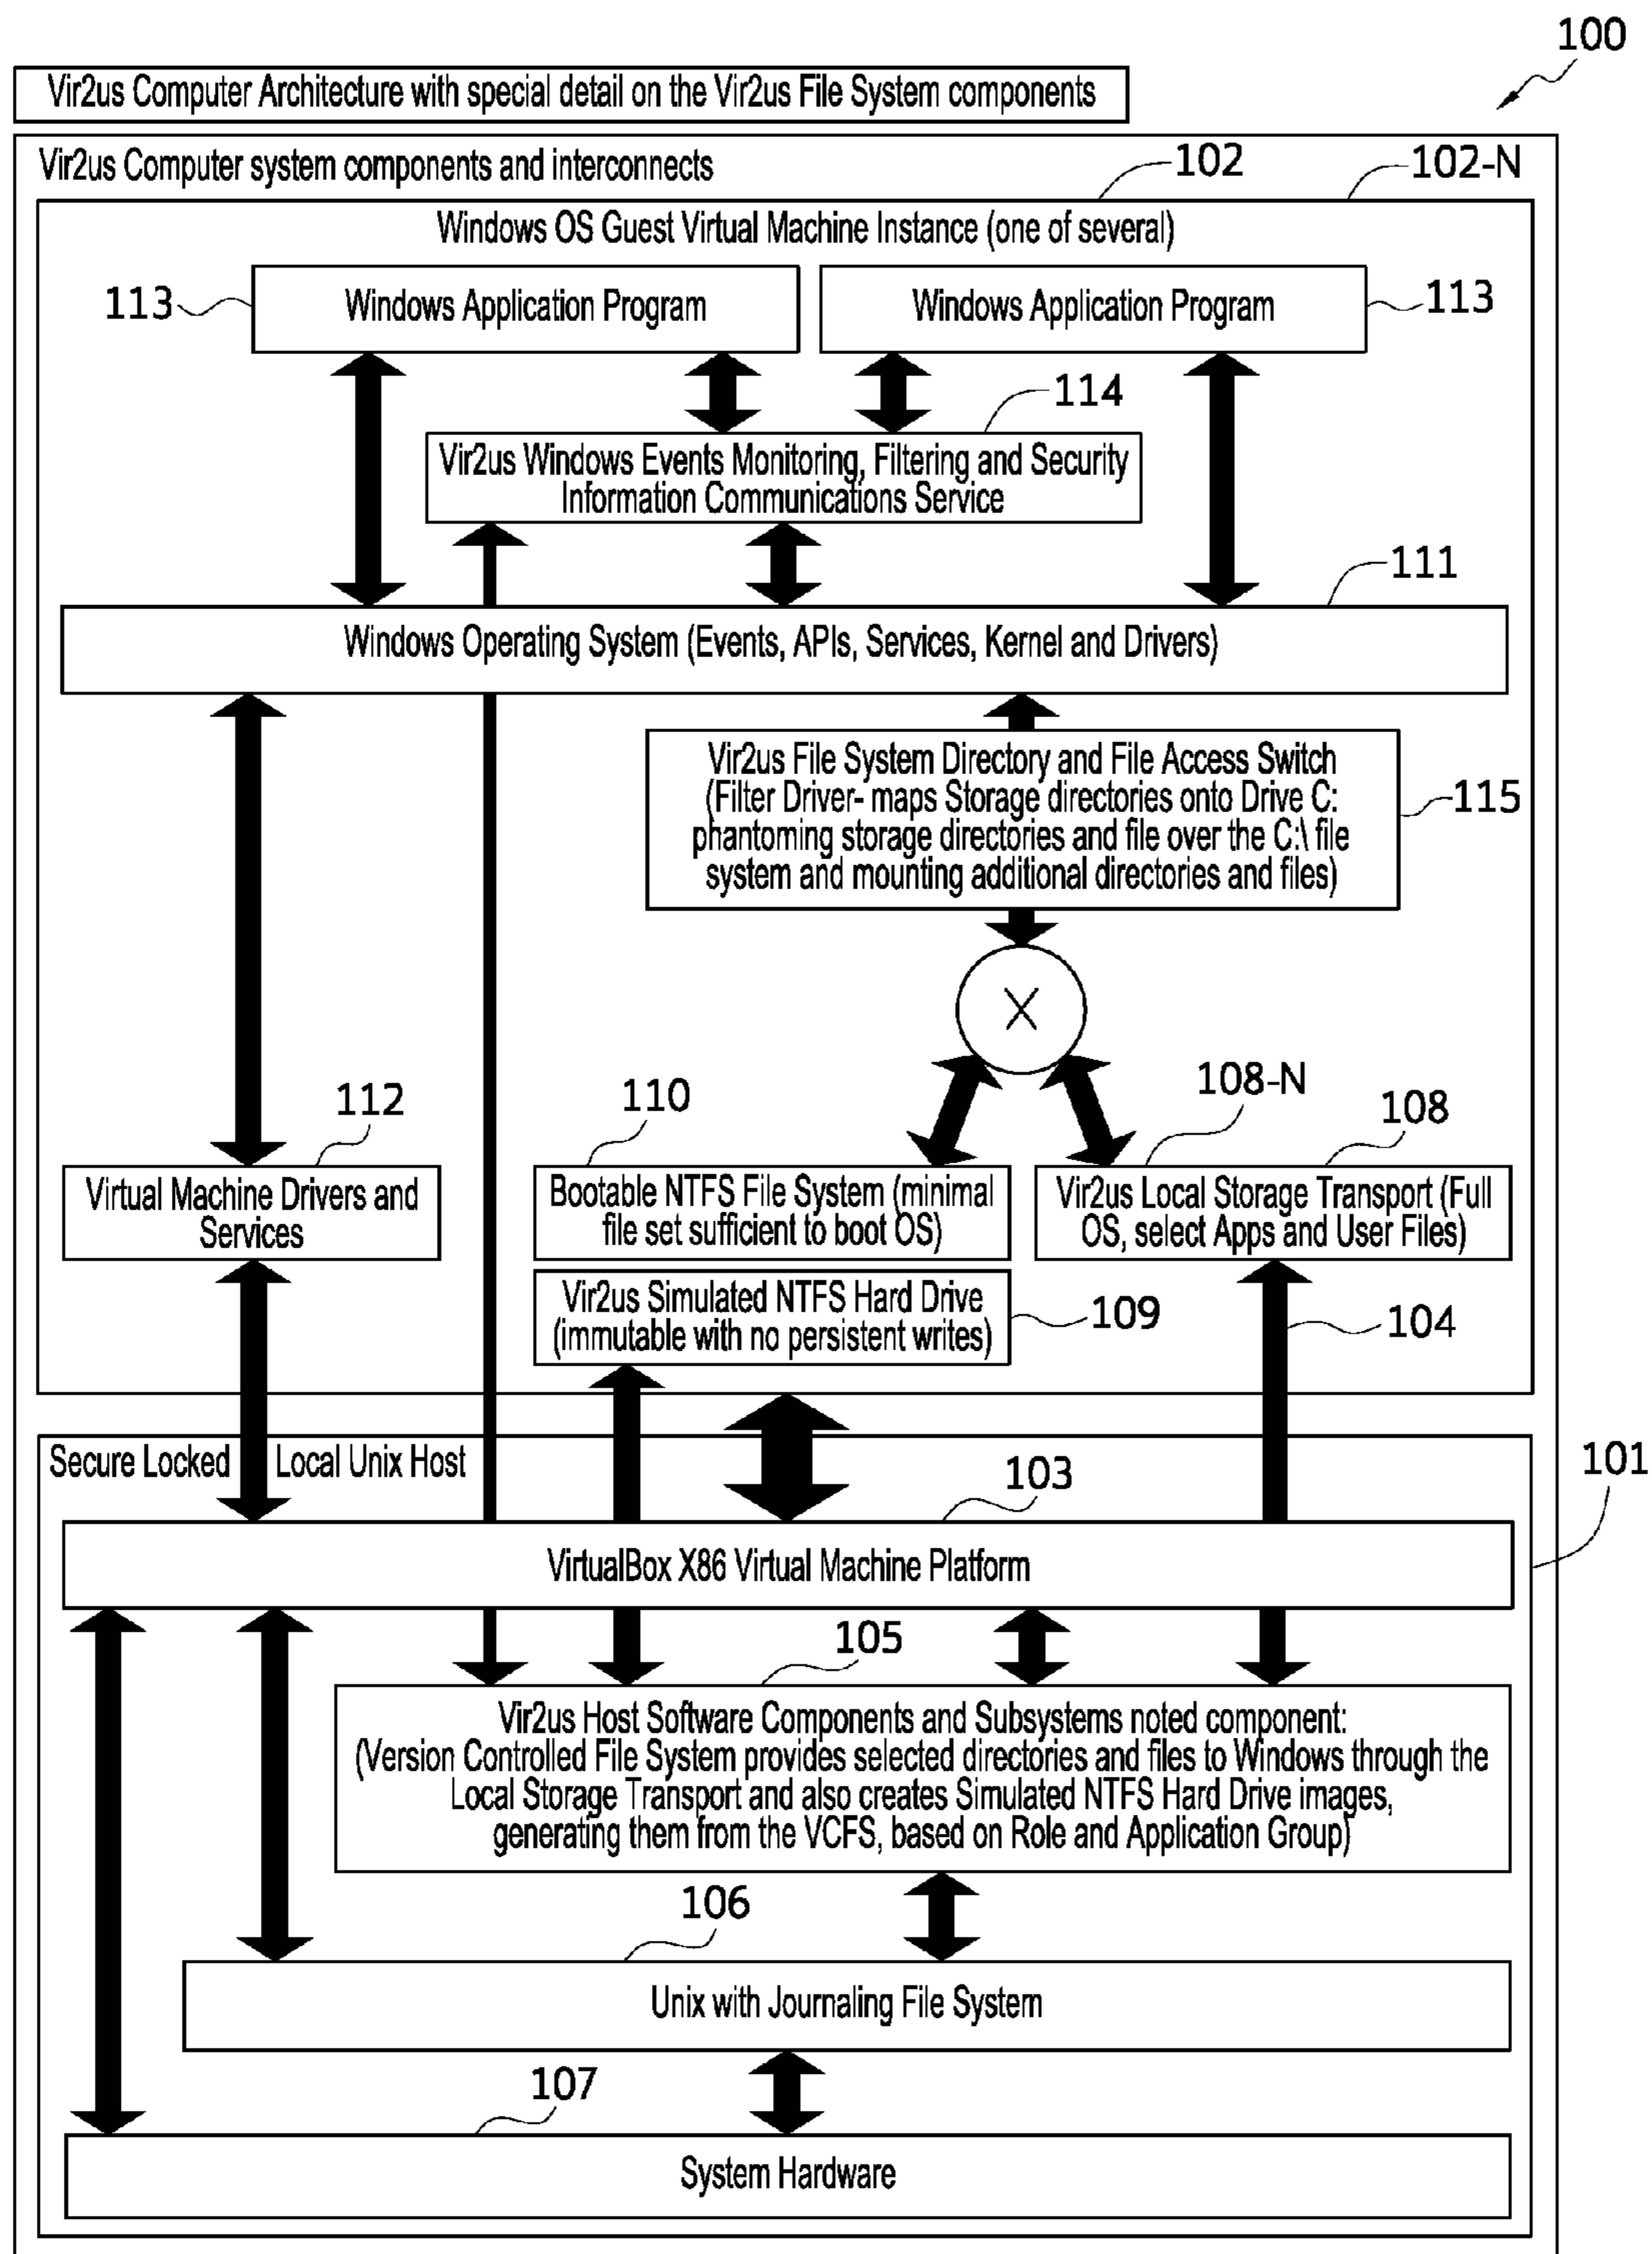 100
Vir2us Computer Architecture with special detail on the Vir2us File System components
Vir2us Computer system components and interconnects
102
102-N
Windows OS Guest Virtual Machine Instance (one of several)
113
Windows Application Program
Windows Application Program
113
114
Vir2us Windows Events Monitoring, Filtering and Security
Information Communications Service
111
Windows Operating System (Events, APIs, Services, Kernel and Drivers)
Vir2us File System Directory and File Access Switch
(Filter Driver- maps Storage directories onto Drive C:
phantoming storage directories and file over the C:\ file
system and mounting additional directories and files)
115
X
112
110
108-N
108
Virtual Machine Drivers and
Services
Bootable NTFS File System (minimal
file set sufficient to boot OS)
Vir2us Local Storage Transport (Full
OS, select Apps and User Files)
Vir2us Simulated NTFS Hard Drive
(immutable with no persistent writes)
109
104
Secure Locked Local Unix Host
103
101
VirtualBox X86 Virtual Machine Platform
105
Vir2us Host Software Components and Subsystems noted component:
(Version Controlled File System provides selected directories and files to Windows through the
Local Storage Transport and also creates Simulated NTFS Hard Drive images,
generating them from the VCFS, based on Role and Application Group)
106
Unix with Journaling File System
107
System Hardware